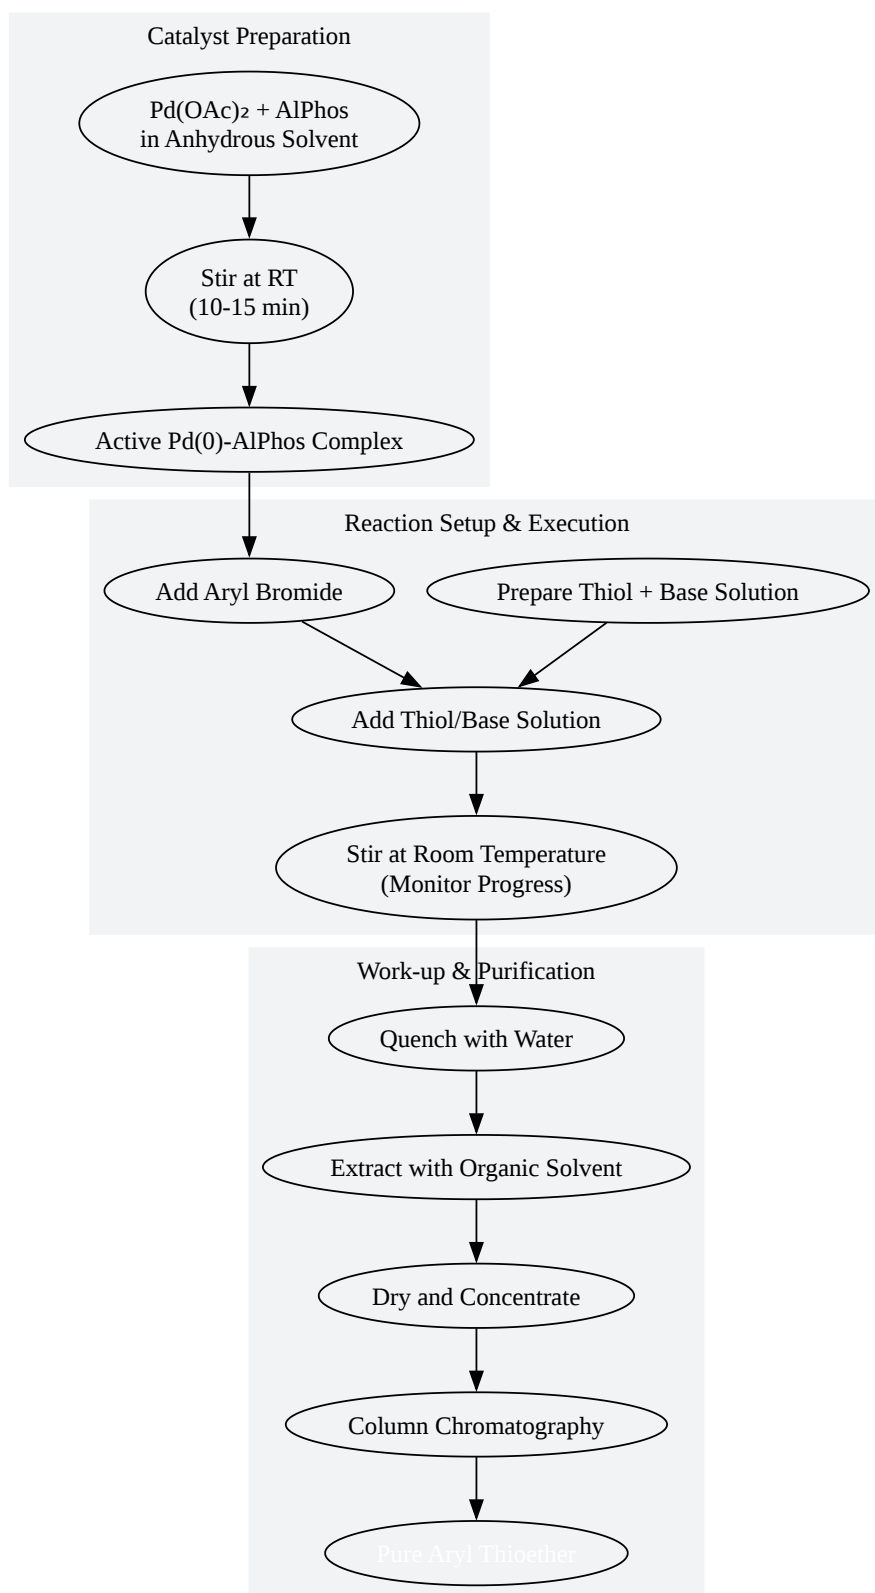 Catalyst Preparation
Pd(OAc)₂ + AlPhos
in Anhydrous Solvent
Stir at RT
(10-15 min)
Active Pd(0)-AlPhos Complex
Reaction Setup & Execution
Add Aryl Bromide
Prepare Thiol + Base Solution
Add Thiol/Base Solution
Stir at Room Temperature
(Monitor Progress)
Work-up & Purification
Quench with Water
Extract with Organic Solvent
Dry and Concentrate
Column Chromatography
Pure Aryl Thioether